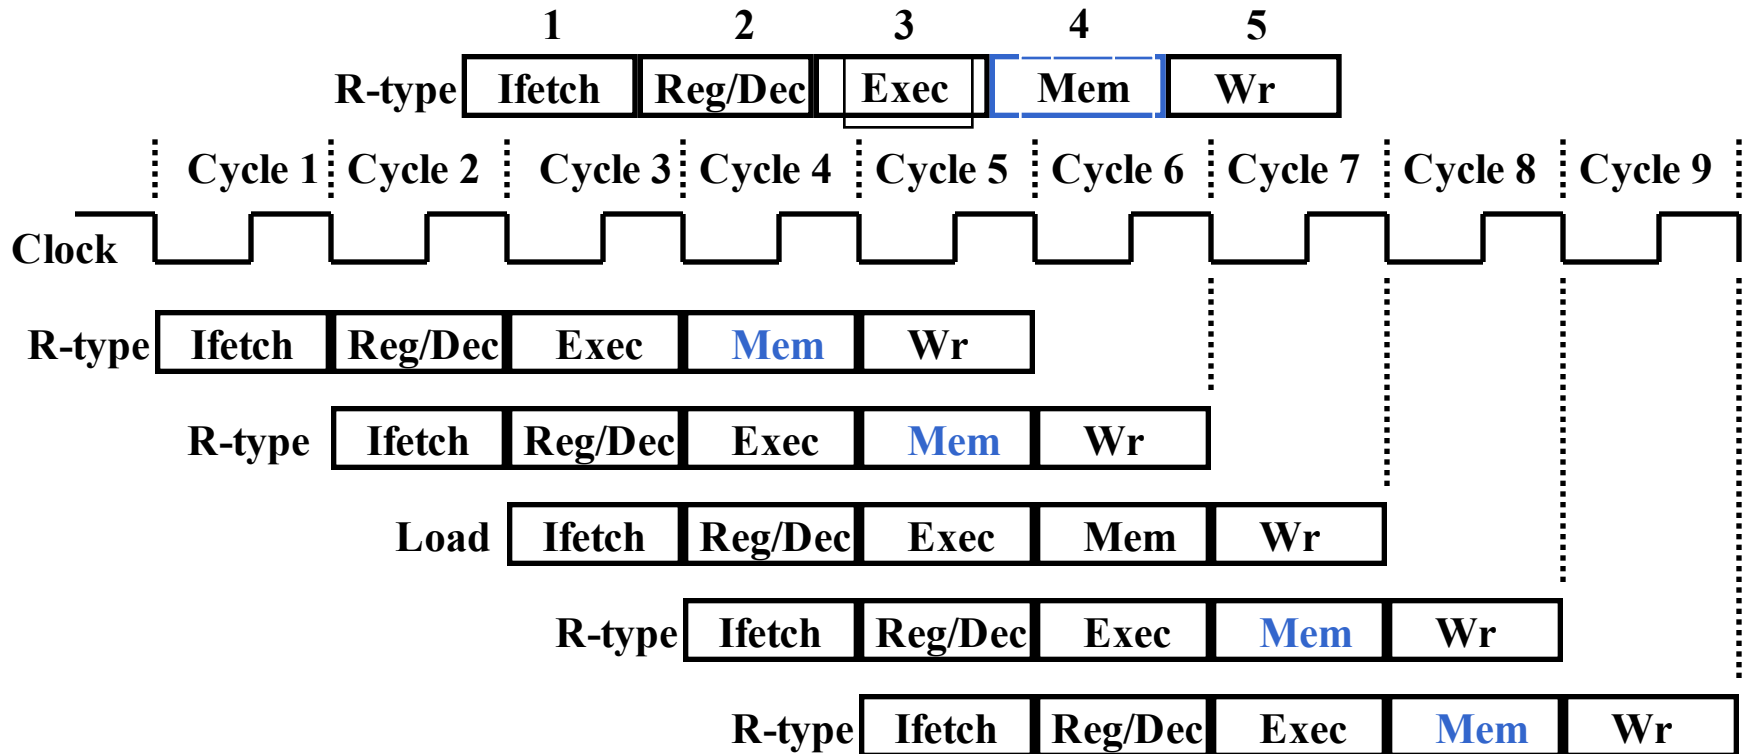 1 2 3 4 5
R-type Ifetch Reg/Dec Exec Mem Wr
Cycle 1 Cycle 2 Cycle 3 Cycle 4 Cycle 5 Cycle 6 Cycle 7 Cycle 8 Cycle 9
Clock
R-type Ifetch Reg/Dec Exec Mem Wr
R-type Ifetch Reg/Dec Exec Mem Wr
Load Ifetch Reg/Dec Exec Mem Wr
R-type Ifetch Reg/Dec Exec Mem Wr
R-type Ifetch Reg/Dec Exec Mem Wr